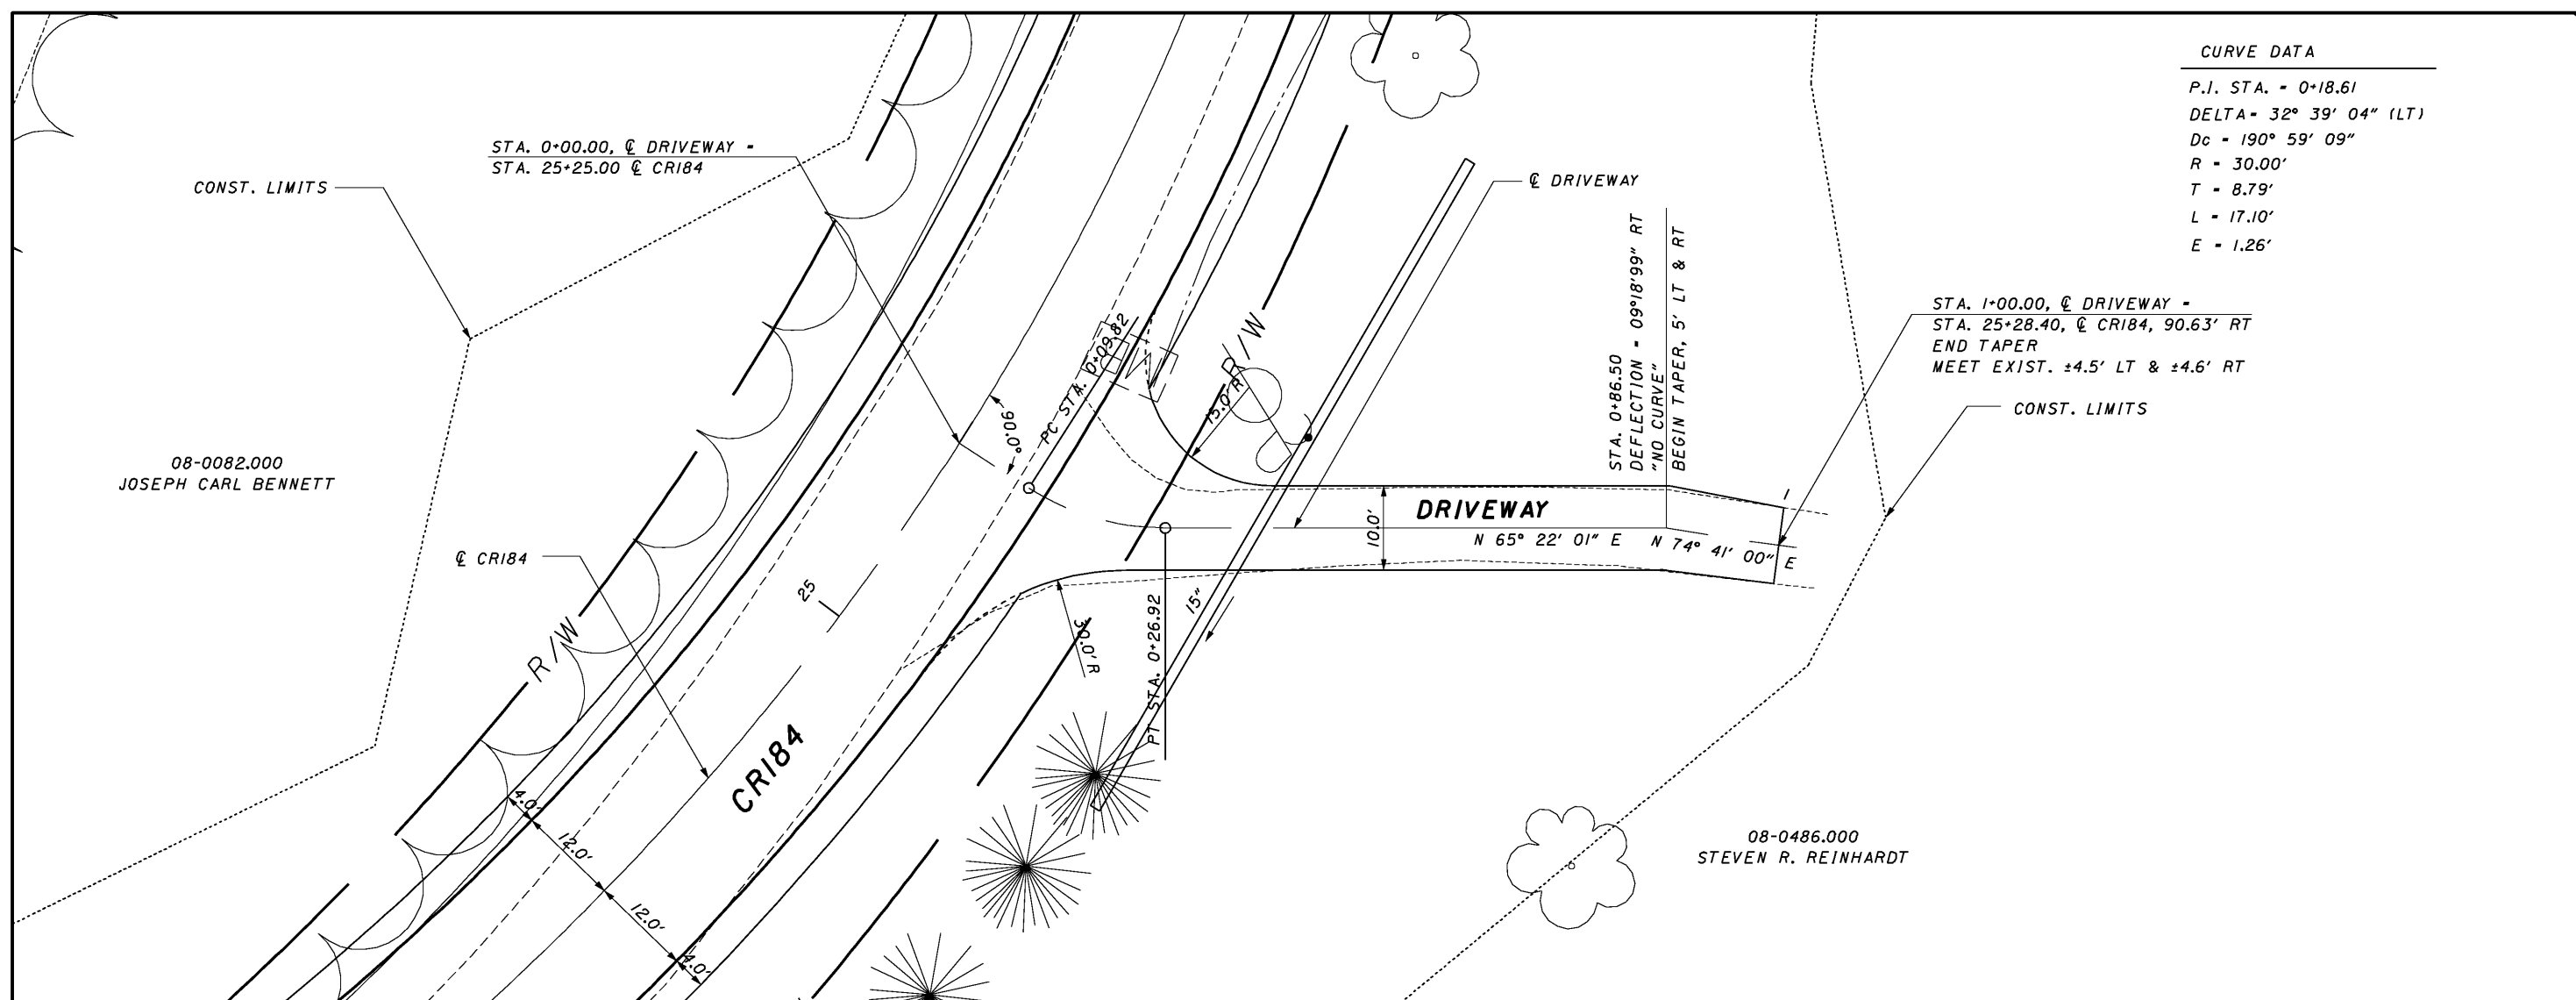 CURVE DATA
P.I. STA. = 0+18.61
DELTA= 32° 39' 04" (LT)
Dc = 190° 59' 09"
R = 30.00'
T = 8.79'
L = 17.10'
E = 1.26'
STA. 0+00.00, ℄ DRIVEWAY =
STA. 25+25.00 ℄ CR184
CONST. LIMITS
℄ DRIVEWAY
STA. 0+86.50
DEFLECTION = 09°18'99" RT
"NO CURVE"
BEGIN TAPER, 5' LT & RT
STA. 1+00.00, ℄ DRIVEWAY =
STA. 25+28.40, ℄ CR184, 90.63' RT
END TAPER
MEET EXIST. ±4.5' LT & ±4.6' RT
CONST. LIMITS
PC STA. 0+09.82
R/W
15.0'R
90.0°
08-0082.000
JOSEPH CARL BENNETT
DRIVEWAY
10.0'
N 65° 22' 01" E
N 74° 41' 00" E
℄ CR184
25
15"
PT STA. 0+26.92
30.0'R
R/W
CR184
4.0'
12.0'
12.0'
4.0'
08-0486.000
STEVEN R. REINHARDT